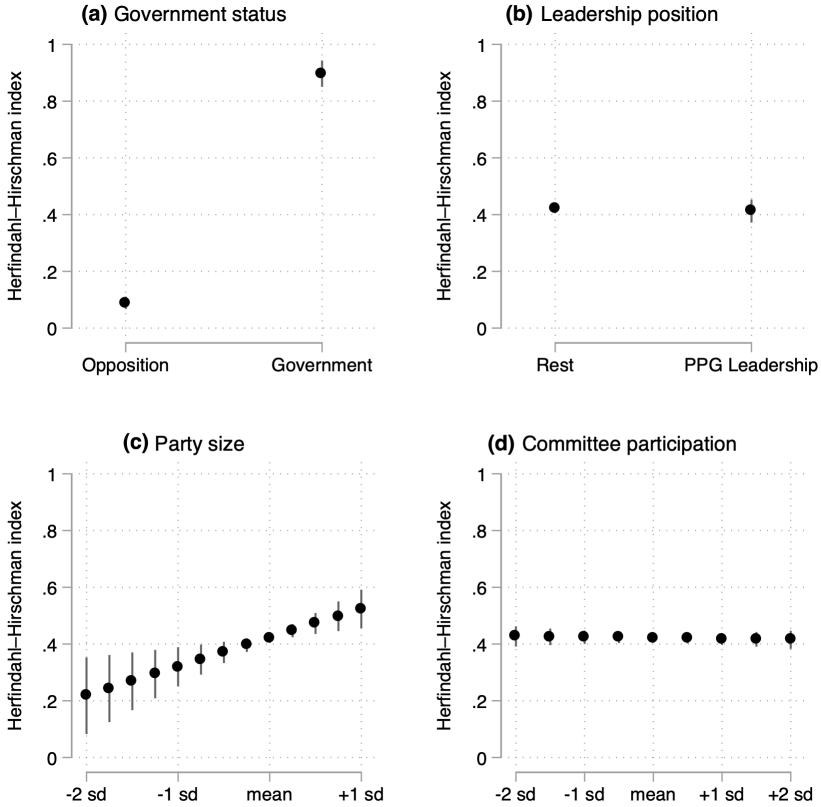 (a) Government status
Herfindahl–Hirschman index
1
.8
.6
.4
.2
0
Opposition
Government
(b) Leadership position
Herfindahl–Hirschman index
1
.8
.6
.4
.2
0
Rest
PPG Leadership
(c) Party size
Herfindahl–Hirschman index
1
.8
.6
.4
.2
0
-2 sd
-1 sd
mean
+1 sd
(d) Committee participation
Herfindahl–Hirschman index
1
.8
.6
.4
.2
0
-2 sd
-1 sd
mean
+1 sd
+2 sd